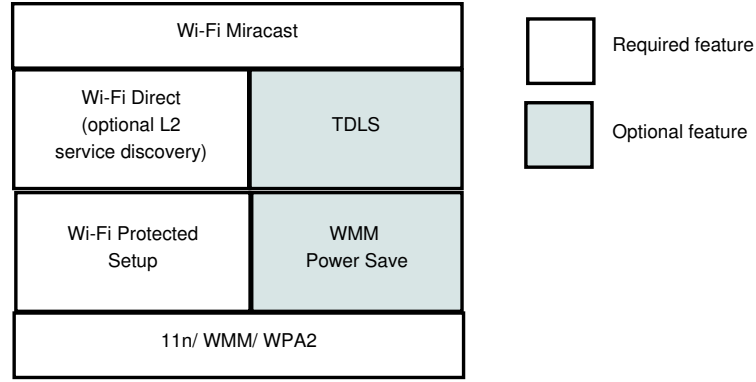 Wi-Fi Miracast
Required feature
Wi-Fi Direct
(optional L2
service discovery)
TDLS
Optional feature
Wi-Fi Protected
Setup
WMM
Power Save
11n/ WMM/ WPA2